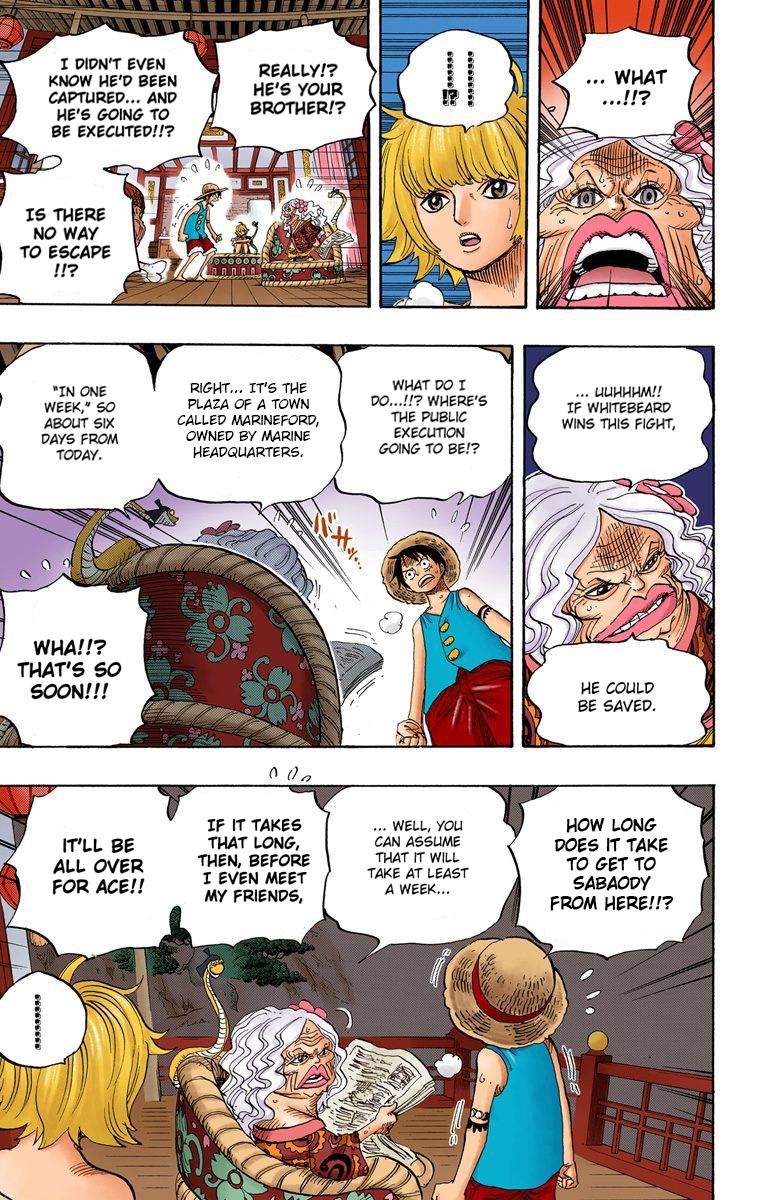 ... WHAT
...!!?
!!!!!!!!
!?
REALLY!?
HE'S YOUR
BROTHER!?
I DIDN'T EVEN
KNOW HE'D BEEN
CAPTURED... AND
HE'S GOING TO
BE EXECUTED!!?
IS THERE
NO WAY
TO ESCAPE
!!?
... UUHHHM!!
IF WHITEBEARD
WINS THIS FIGHT,
HE COULD
BE SAVED.
WHAT DO I
DO...!!? WHERE'S
THE PUBLIC
EXECUTION
GOING TO BE!?
RIGHT... IT'S THE
PLAZA OF A TOWN
CALLED MARINEFORD,
OWNED BY MARINE
HEADQUARTERS.
"IN ONE
WEEK," SO
ABOUT SIX
DAYS FROM
TODAY.
バサッ
WHA!!?
THAT'S SO
SOON!!!
HOW LONG
DOES IT TAKE
TO GET TO
SABAODY
FROM HERE!!?
... WELL, YOU
CAN ASSUME
THAT IT WILL
TAKE AT LEAST
A WEEK...
IF IT TAKES
THAT LONG,
THEN, BEFORE
I EVEN MEET
MY FRIENDS,
IT'LL BE
ALL OVER
FOR ACE!!